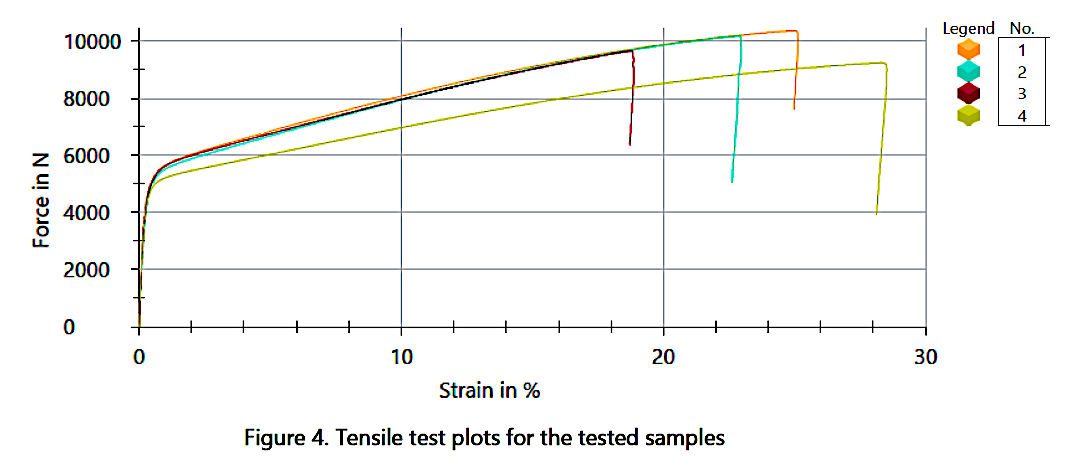 Legend No.
1
2
3
4
10000
8000
6000
4000
2000
0
Force in N
0 10 20 30
Strain in %
Figure 4. Tensile test plots for the tested samples